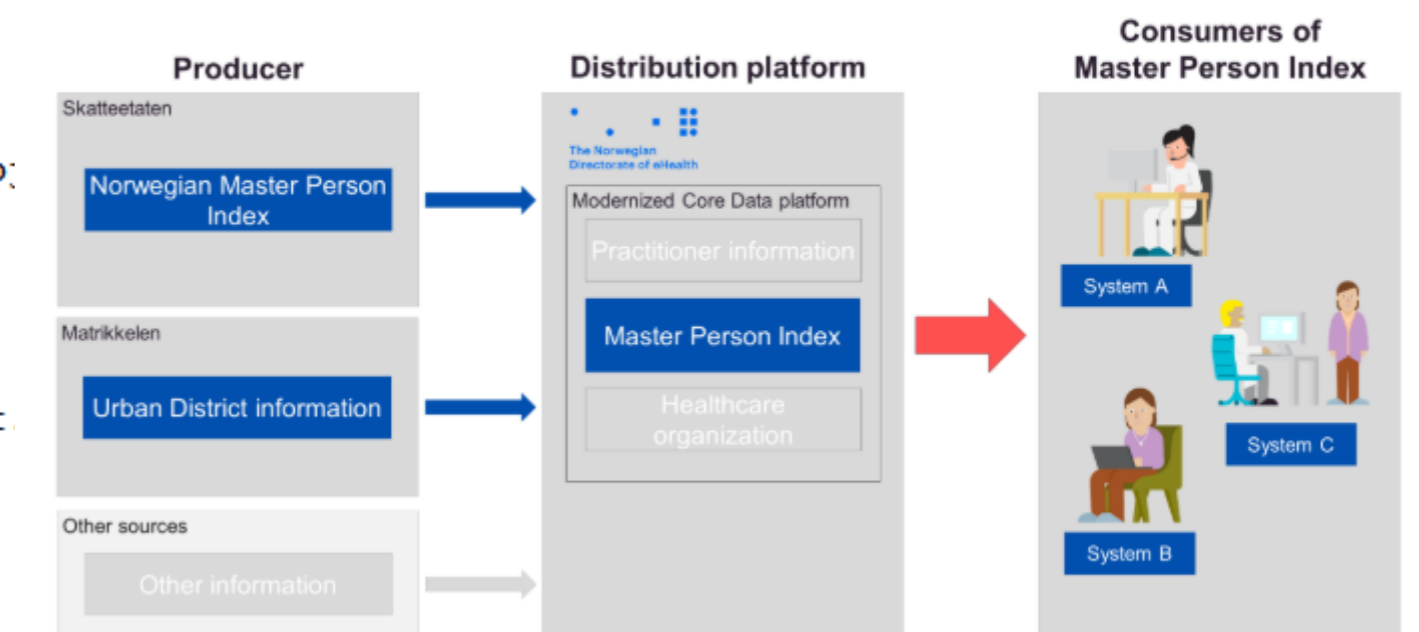 Producer
Skatteetaten
Norwegian Master Person
Index
Matrikkelen
Urban District information
Other sources
Other information
Distribution platform
The Norwegian
Directorate of eHealth
Modernized Core Data platform
Practitioner information
Master Person Index
Healthcare
organization
Consumers of
Master Person Index
System A
System C
System B